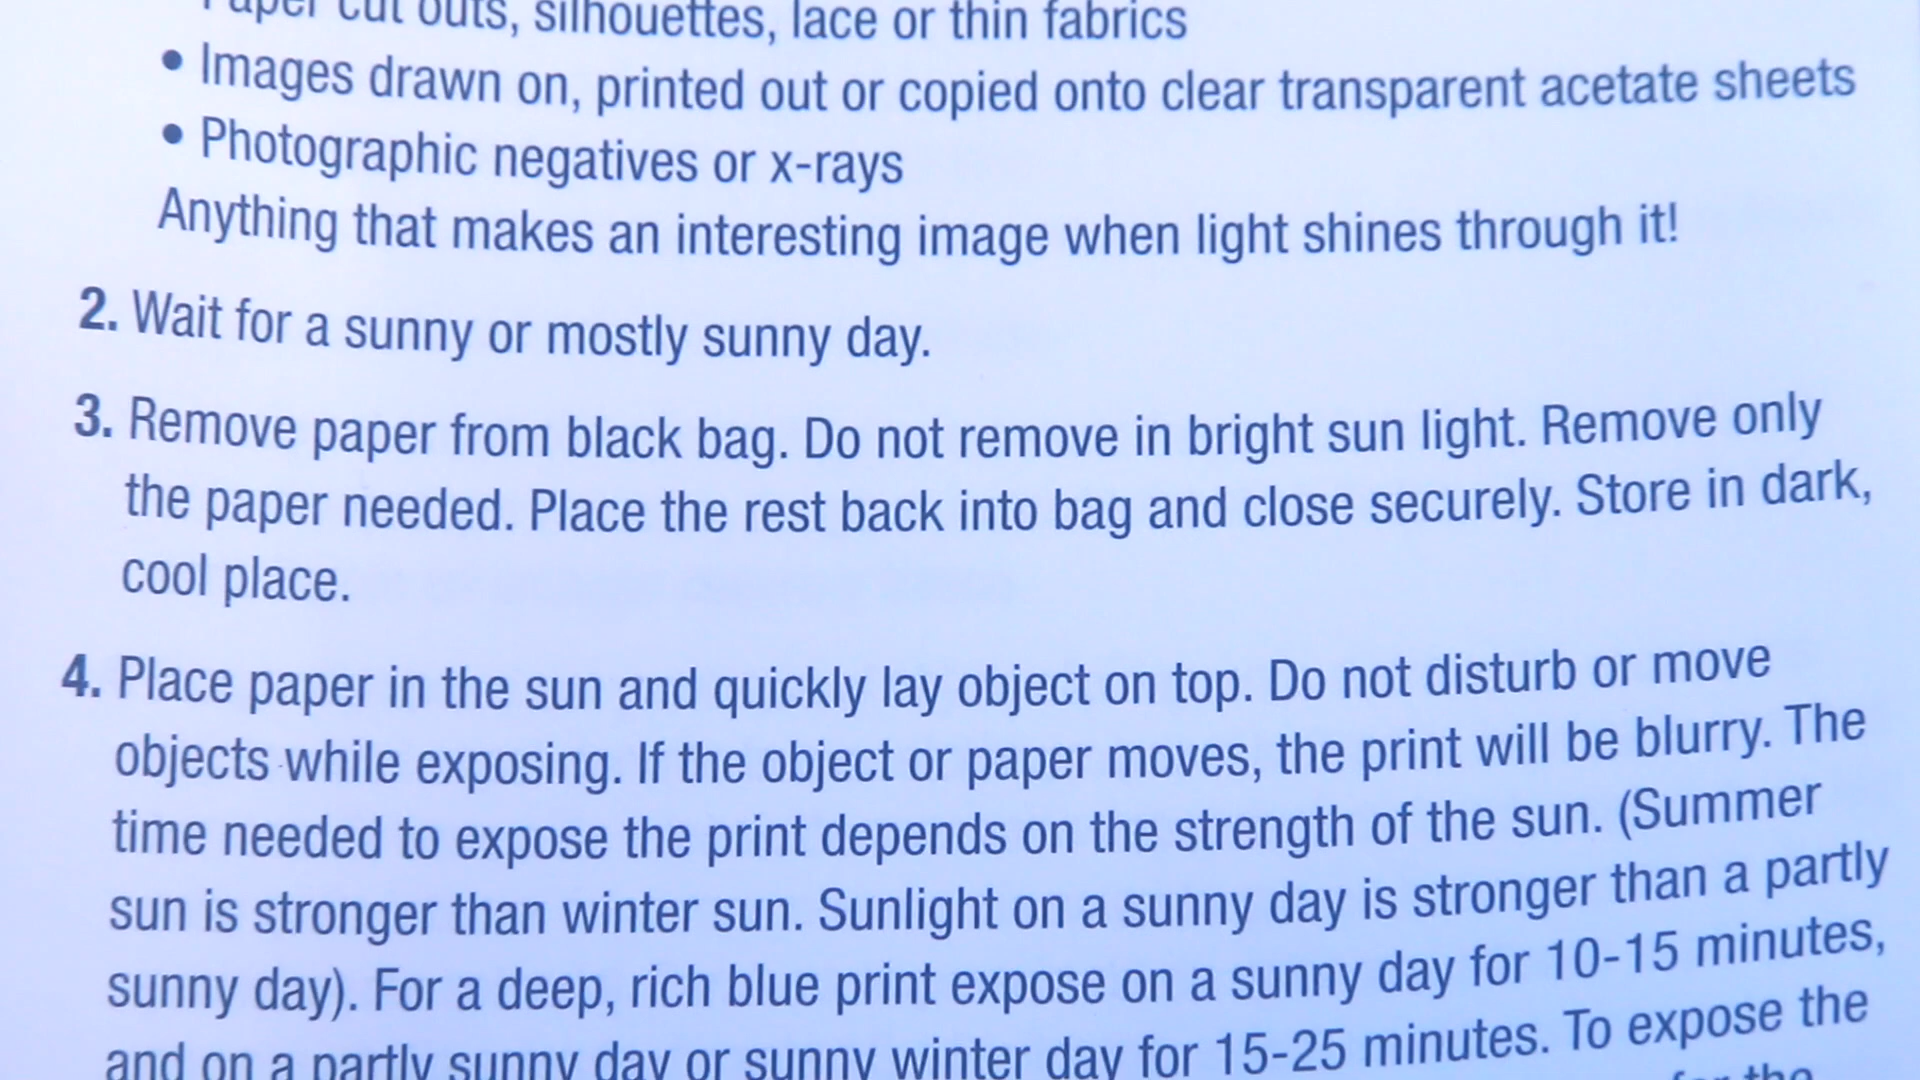 Paper cut outs, silhouettes, lace or thin fabrics
• Images drawn on, printed out or copied onto clear transparent acetate sheets
• Photographic negatives or x-rays
Anything that makes an interesting image when light shines through it!
2. Wait for a sunny or mostly sunny day.
3. Remove paper from black bag. Do not remove in bright sun light. Remove only
the paper needed. Place the rest back into bag and close securely. Store in dark,
cool place.
4. Place paper in the sun and quickly lay object on top. Do not disturb or move
objects while exposing. If the object or paper moves, the print will be blurry. The
time needed to expose the print depends on the strength of the sun. (Summer
sun is stronger than winter sun. Sunlight on a sunny day is stronger than a partly
sunny day). For a deep, rich blue print expose on a sunny day for 10-15 minutes,
and on a partly sunny day or sunny winter day for 15-25 minutes. To expose the
for the